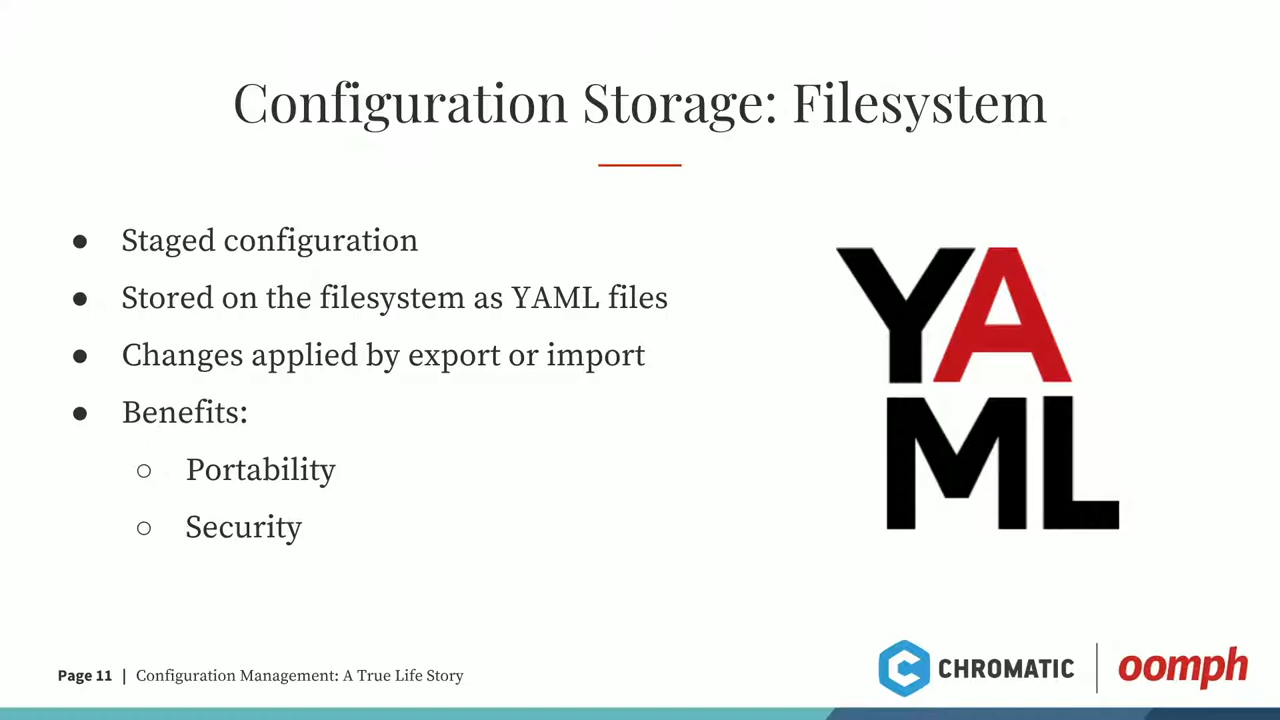 Configuration Storage: Filesystem
● Staged configuration
● Stored on the filesystem as YAML files
● Changes applied by export or import
● Benefits:
○ Portability
○ Security
YA
ML
Page 11 | Configuration Management: A True Life Story
CHROMATIC
oomph